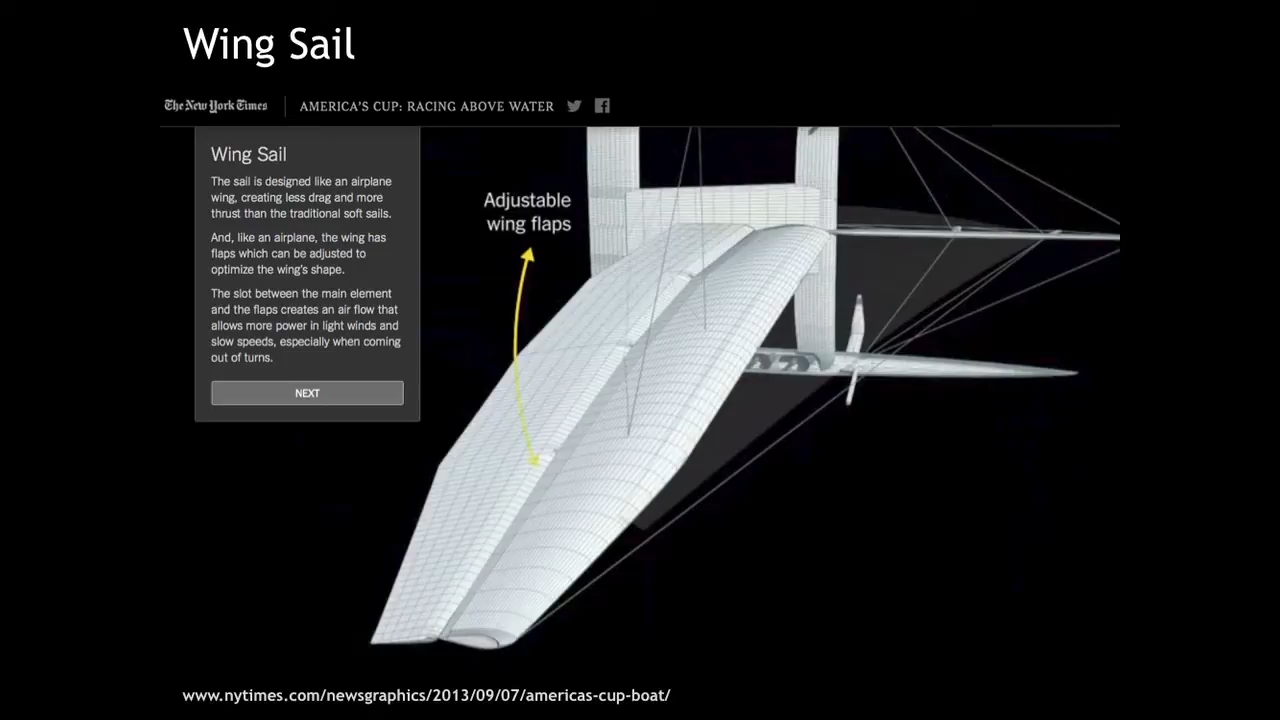 Wing Sail
The New York Times
AMERICA'S CUP: RACING ABOVE WATER
Wing Sail
The sail is designed like an airplane
wing, creating less drag and more
thrust than the traditional soft sails.
And, like an airplane, the wing has
flaps which can be adjusted to
optimize the wing's shape.
The slot between the main element
and the flaps creates an air flow that
allows more power in light winds and
slow speeds, especially when coming
out of turns.
NEXT
Adjustable
wing flaps
www.nytimes.com/newsgraphics/2013/09/07/americas-cup-boat/